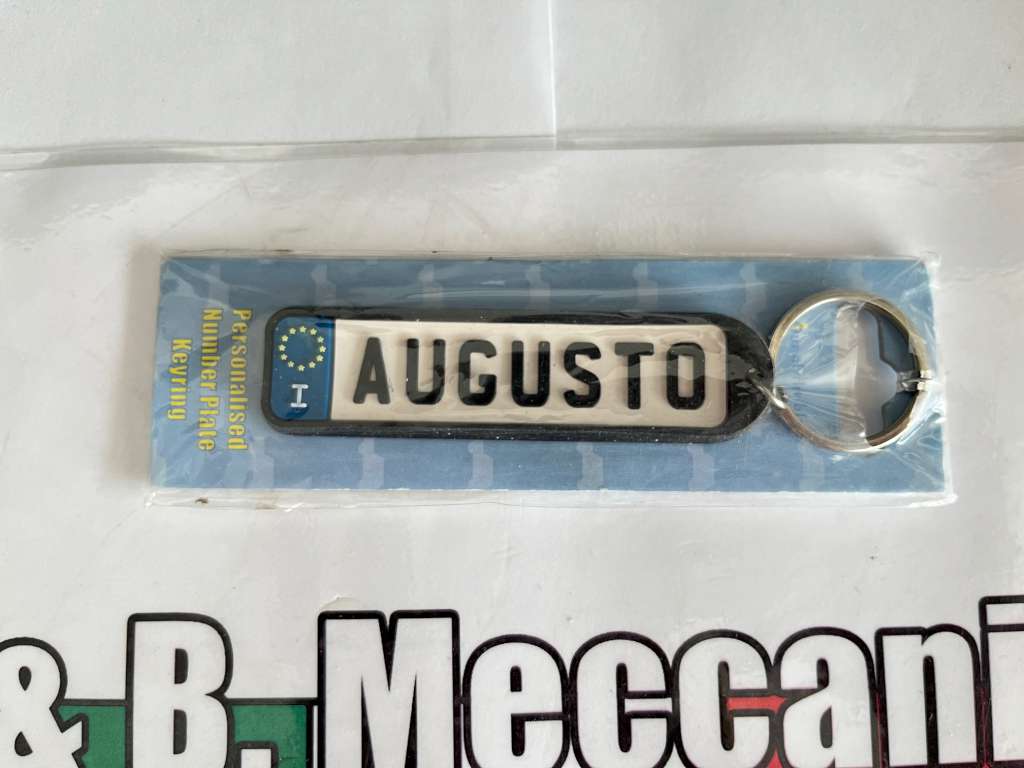 Personalised
Number Plate
Keyring
I
AUGUSTO
& B. Meccani